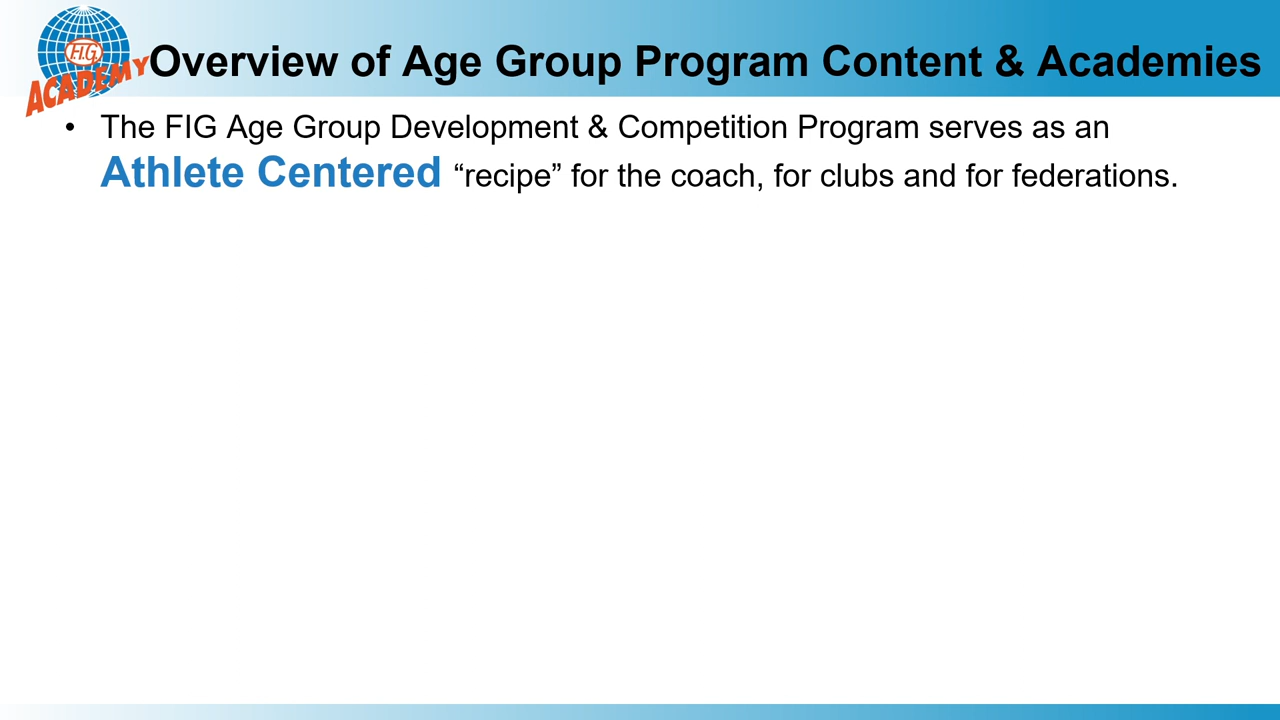 F.I.G.
ACADEMY
Overview of Age Group Program Content & Academies
• The FIG Age Group Development & Competition Program serves as an
Athlete Centered “recipe” for the coach, for clubs and for federations.